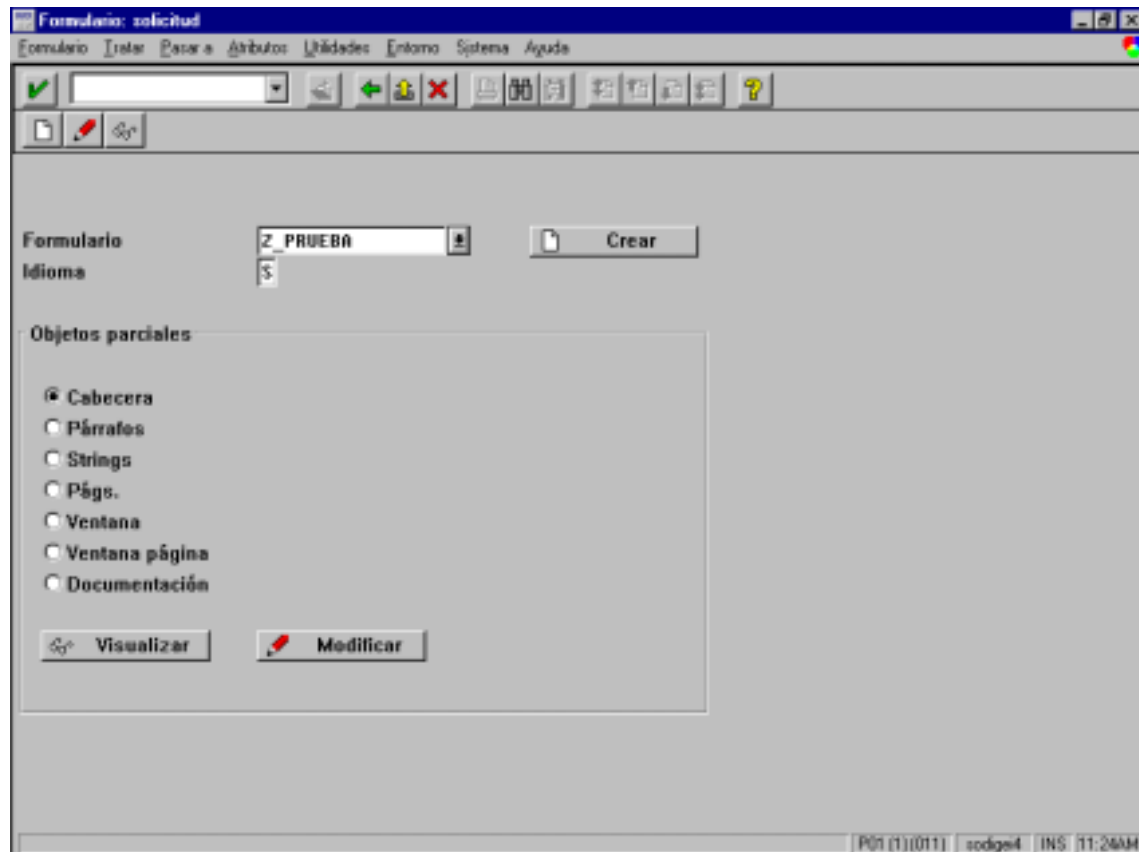 Formulario: solicitud
Formulario Tratar Pasar a Atributos Utilidades Entorno Sistema Ayuda
Formulario Z_PRUEBA Crear
Idioma S
Objetos parciales
Cabecera
Párrafos
Strings
Págs.
Ventana
Ventana página
Documentación
Visualizar Modificar
P01 (1)(011) sodigei4 INS 11:24AM